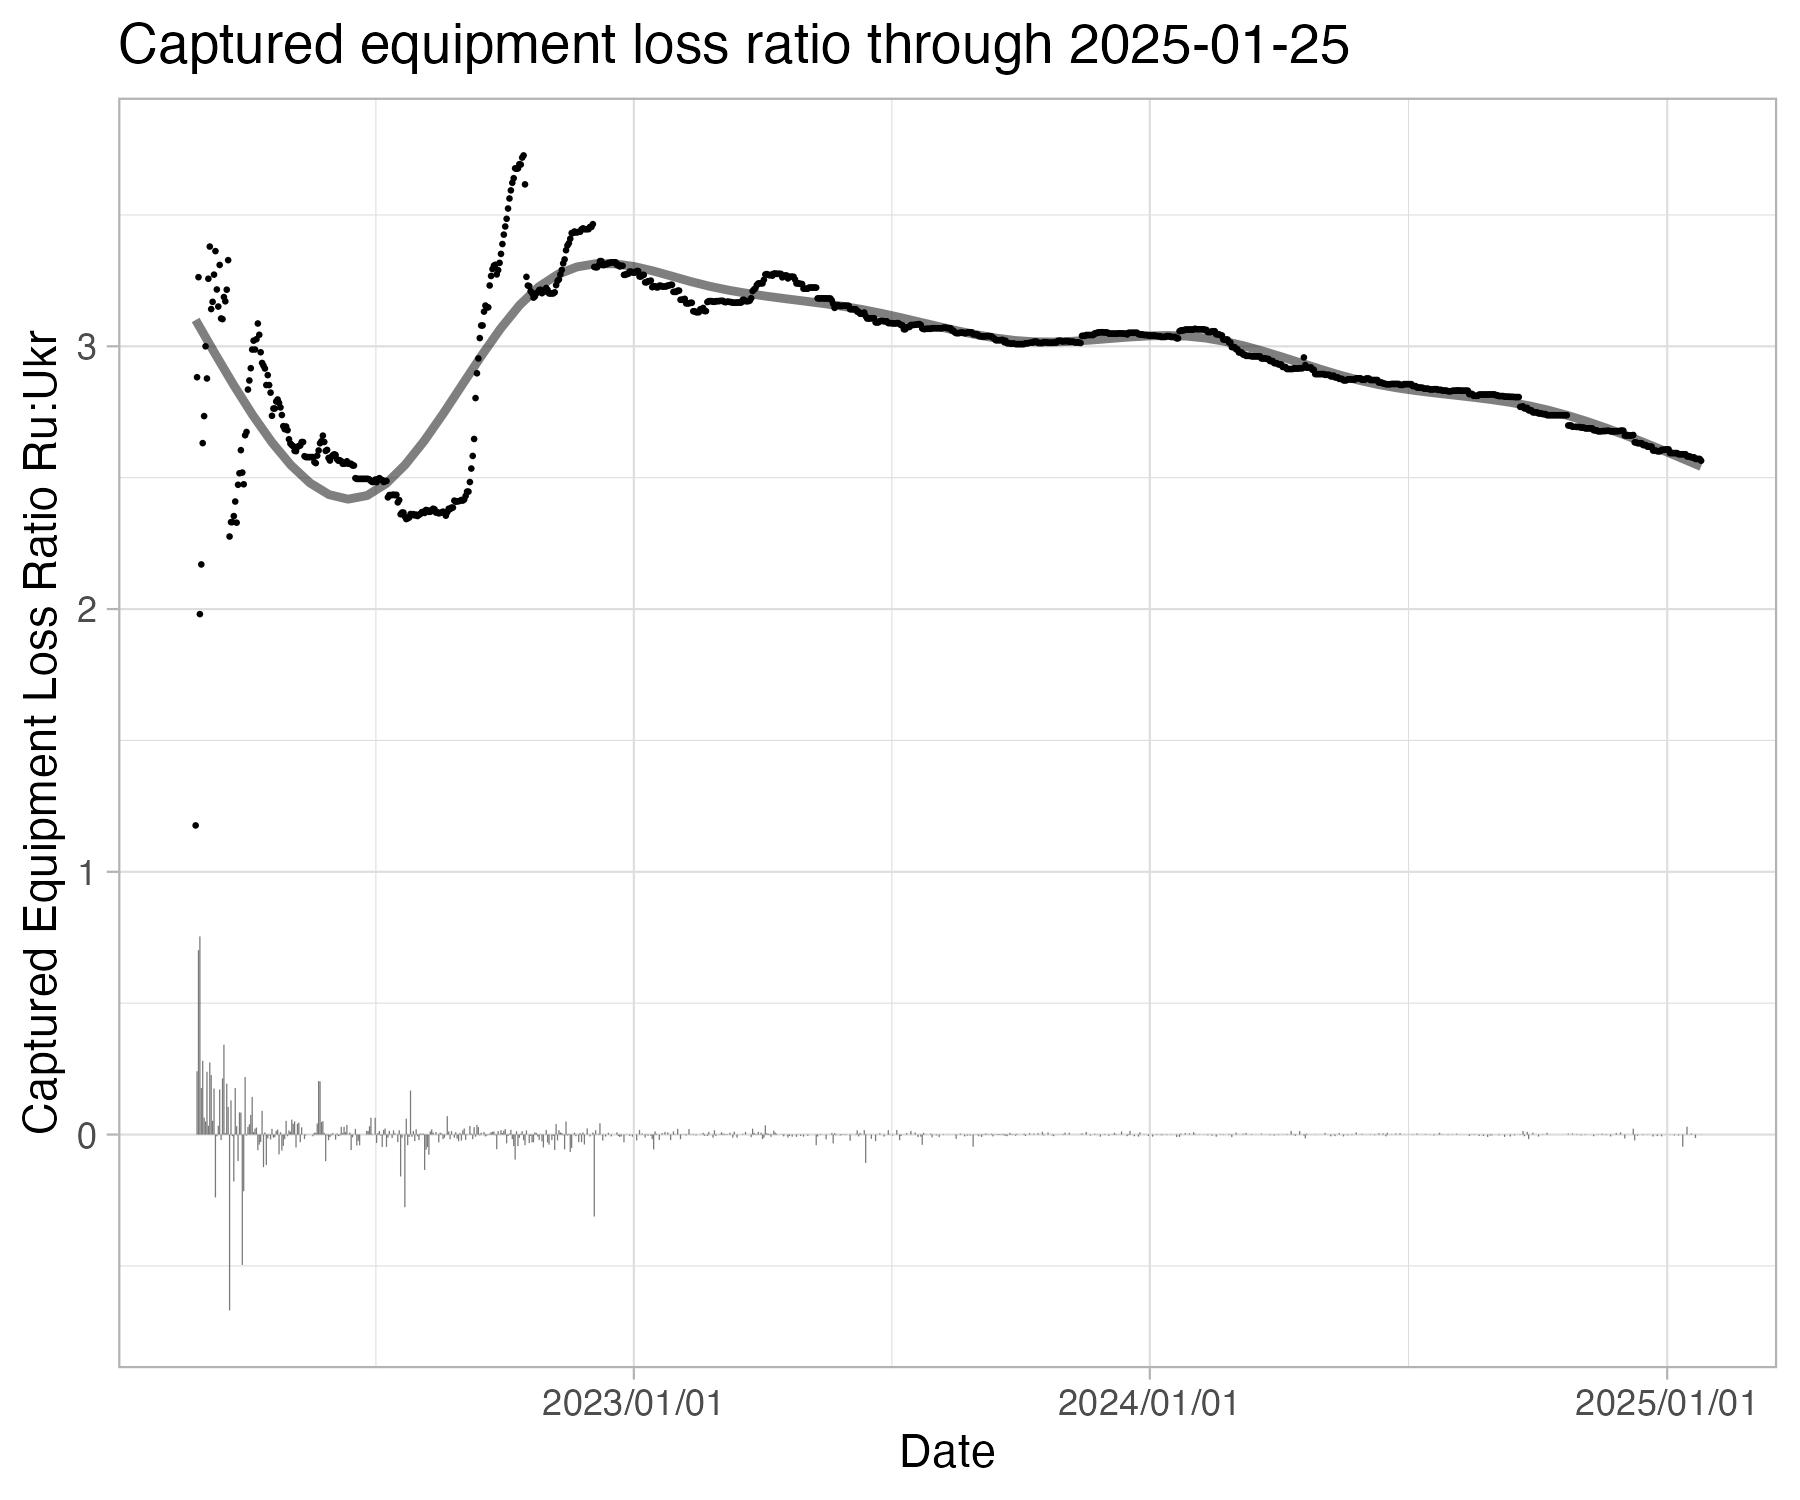 Captured equipment loss ratio through 2025-01-25
Captured Equipment Loss Ratio Ru:Ukr
3
2
1
0
2023/01/01
2024/01/01
2025/01/01
Date